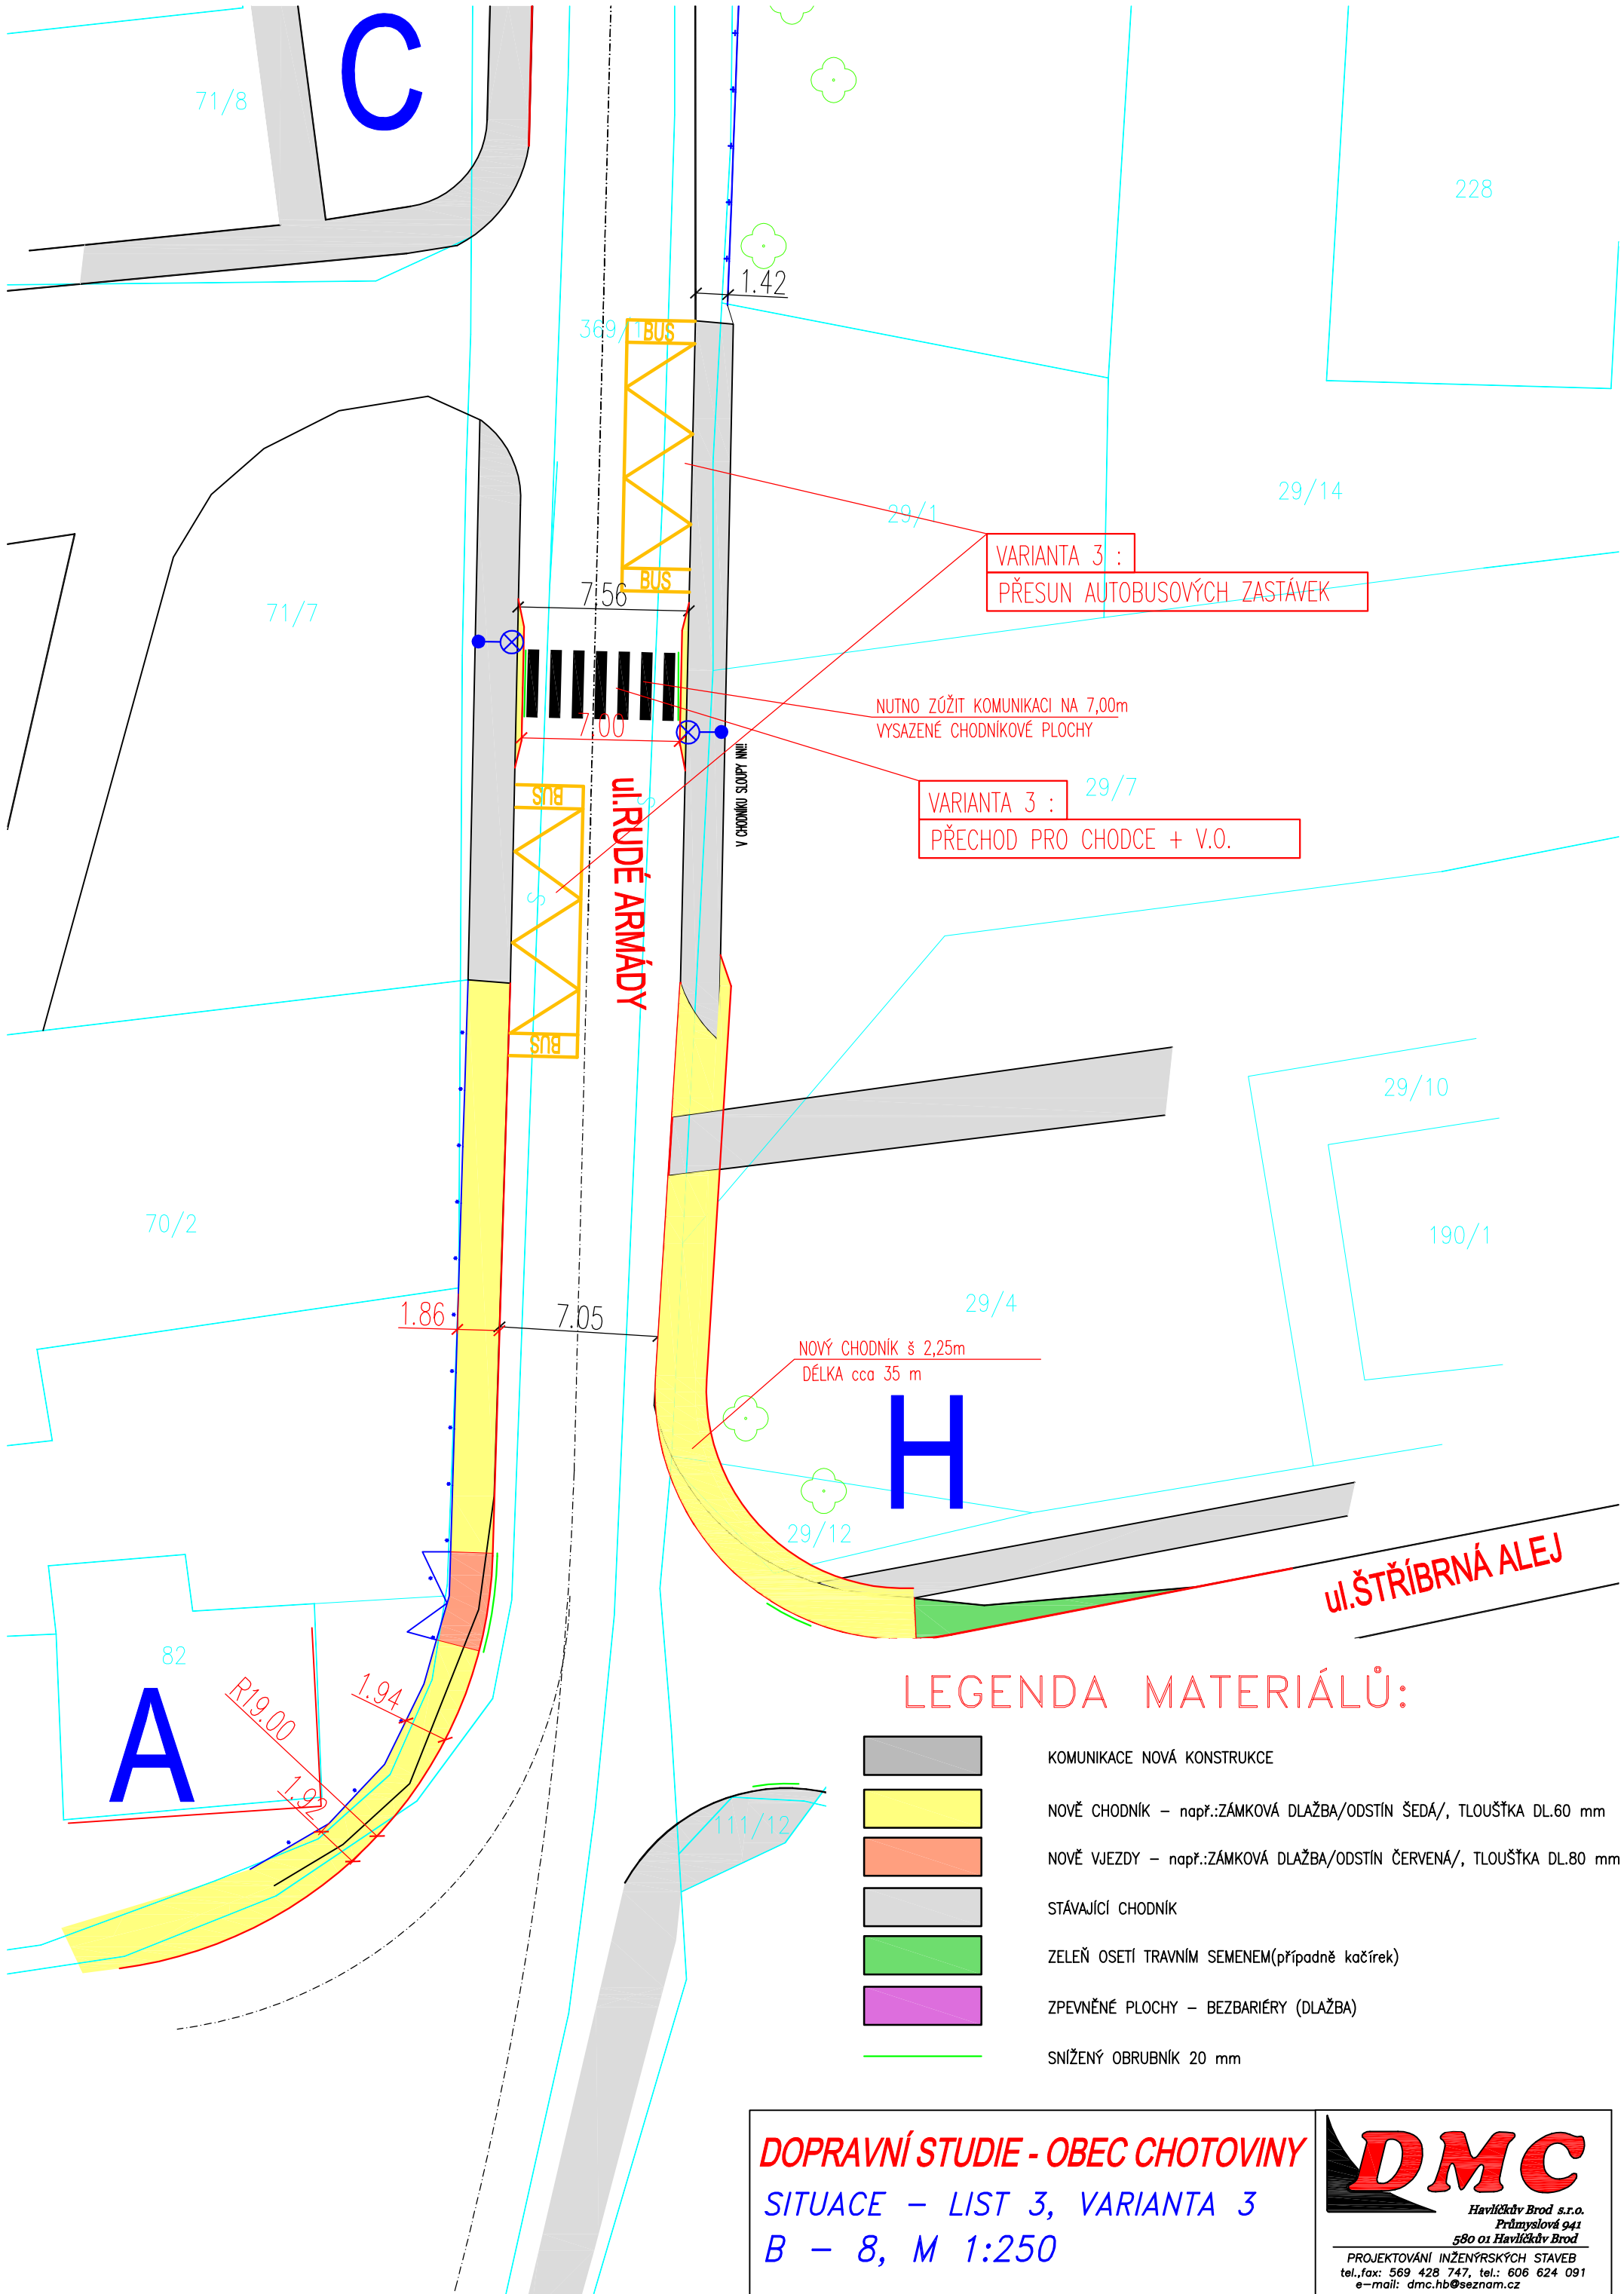 C
71/8
228
1.42
369/1
BUS
29/1
29/14
VARIANTA 3 :
PŘESUN AUTOBUSOVÝCH ZASTÁVEK
BUS
7.56
71/7
NUTNO ZÚŽIT KOMUNIKACI NA 7,00m
VYSAZENÉ CHODNÍKOVÉ PLOCHY
7.00
V CHODNÍKU SLOUPY NN!!
29/7
VARIANTA 3 :
PŘECHOD PRO CHODCE + V.O.
BUS
ul.RUDÉ ARMÁDY
S
S
BUS
29/10
70/2
190/1
29/4
1.86
7.05
NOVÝ CHODNÍK š 2,25m
DÉLKA cca 35 m
H
29/12
ul.STŘÍBRNÁ ALEJ
82
A
R19.00
1.94
1.92
111/12
LEGENDA MATERIÁLŮ:
KOMUNIKACE NOVÁ KONSTRUKCE
NOVĚ CHODNÍK – např.:ZÁMKOVÁ DLAŽBA/ODSTÍN ŠEDÁ/, TLOUŠŤKA DL.60 mm
NOVĚ VJEZDY – např.:ZÁMKOVÁ DLAŽBA/ODSTÍN ČERVENÁ/, TLOUŠŤKA DL.80 mm
STÁVAJÍCÍ CHODNÍK
ZELEŇ OSETÍ TRAVNÍM SEMENEM(případně kačírek)
ZPEVNĚNÉ PLOCHY – BEZBARIÉRY (DLAŽBA)
SNÍŽENÝ OBRUBNÍK 20 mm
DOPRAVNÍ STUDIE - OBEC CHOTOVINY
SITUACE – LIST 3, VARIANTA 3
B – 8, M 1:250
DMC
Havlíčkův Brod s.r.o.
Průmyslová 941
580 01 Havlíčkův Brod
PROJEKTOVÁNÍ INŽENÝRSKÝCH STAVEB
tel.,fax: 569 428 747, tel.: 606 624 091
e–mail: dmc.hb@seznam.cz